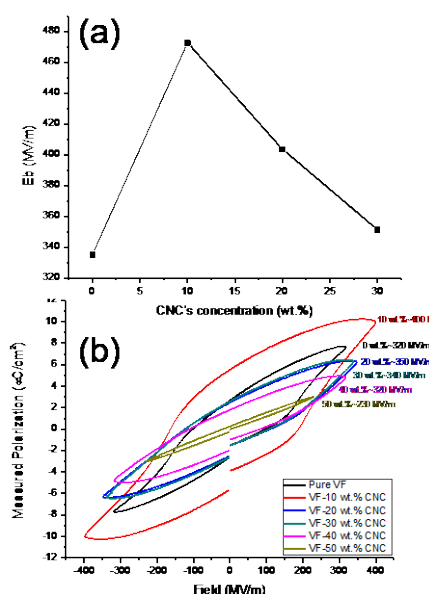 (a)
Eb (MV/m)
480
460
440
420
400
380
360
340
320
0 5 10 15 20 25 30
CNC's concentration (wt.%)
(b)
Measured Polarization (µC/cm²)
12
10
8
6
4
2
0
-2
-4
-6
-8
-10
-12
10 wt.%~400
0 wt.%~320 MV/m
20 wt.%~350 MV/m
30 wt.%~340 MV/m
40 wt.%~320 MV/m
50 wt.%~230 MV/m
Pure VF
VF-10 wt.% CNC
VF-20 wt.% CNC
VF-30 wt.% CNC
VF-40 wt.% CNC
VF-50 wt.% CNC
-400 -300 -200 -100 0 100 200 300 400
Field (MV/m)